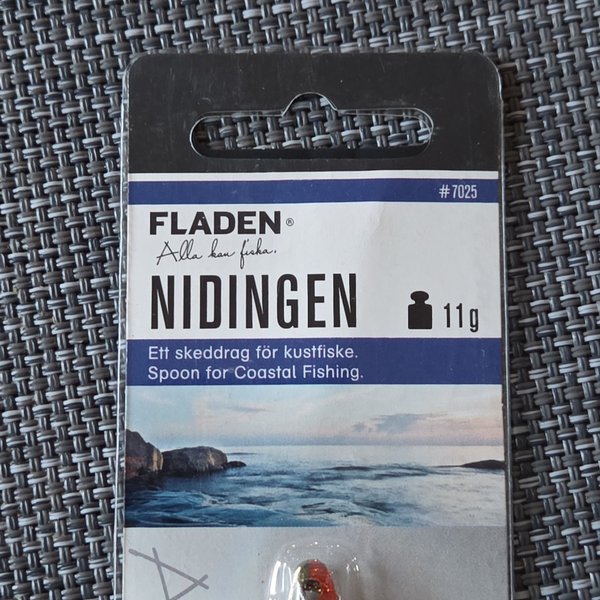 #7025
FLADEN®
Alla kan fiska.
NIDINGEN
11g
Ett skeddrag för kustfiske.
Spoon for Coastal Fishing.